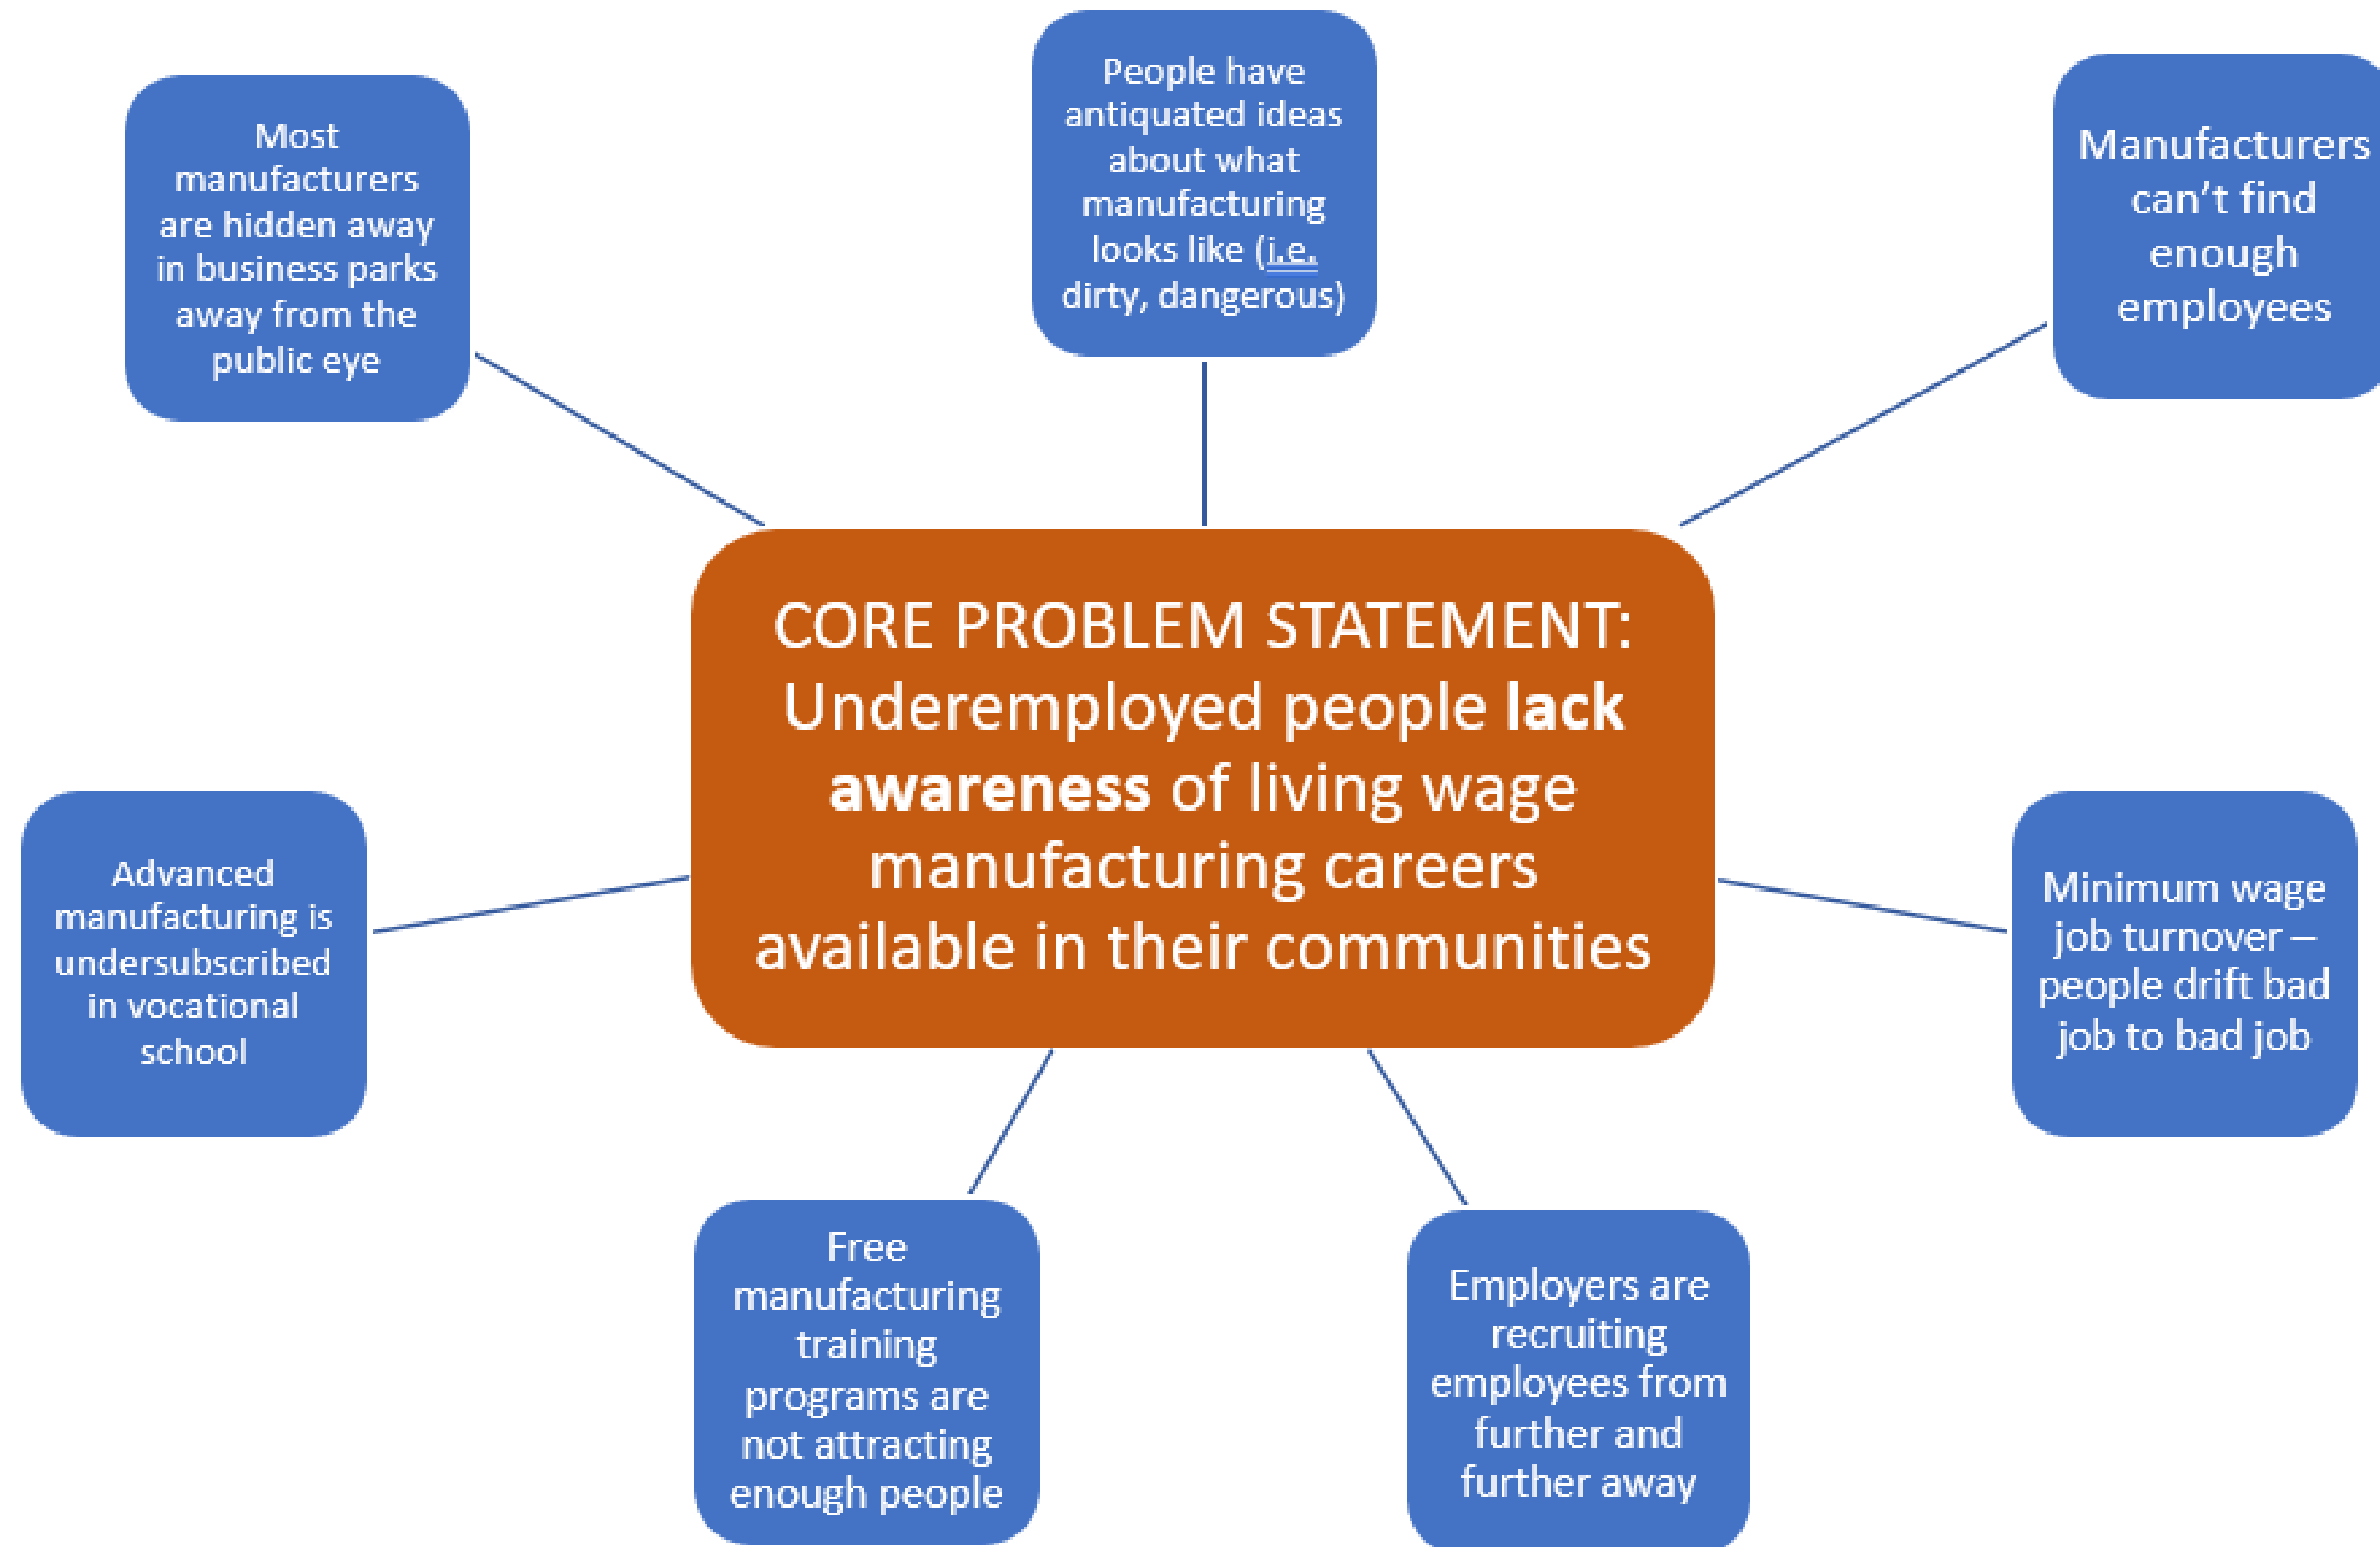 People have
antiquated ideas
about what
manufacturing
looks like (i.e.
dirty, dangerous)
Most
manufacturers
are hidden away
in business parks
away from the
public eye
Manufacturers
can’t find
enough
employees
CORE PROBLEM STATEMENT:
Underemployed people lack
awareness of living wage
manufacturing careers
available in their communities
Advanced
manufacturing is
undersubscribed
in vocational
school
Minimum wage
job turnover –
people drift bad
job to bad job
Free
manufacturing
training
programs are
not attracting
enough people
Employers are
recruiting
employees from
further and
further away